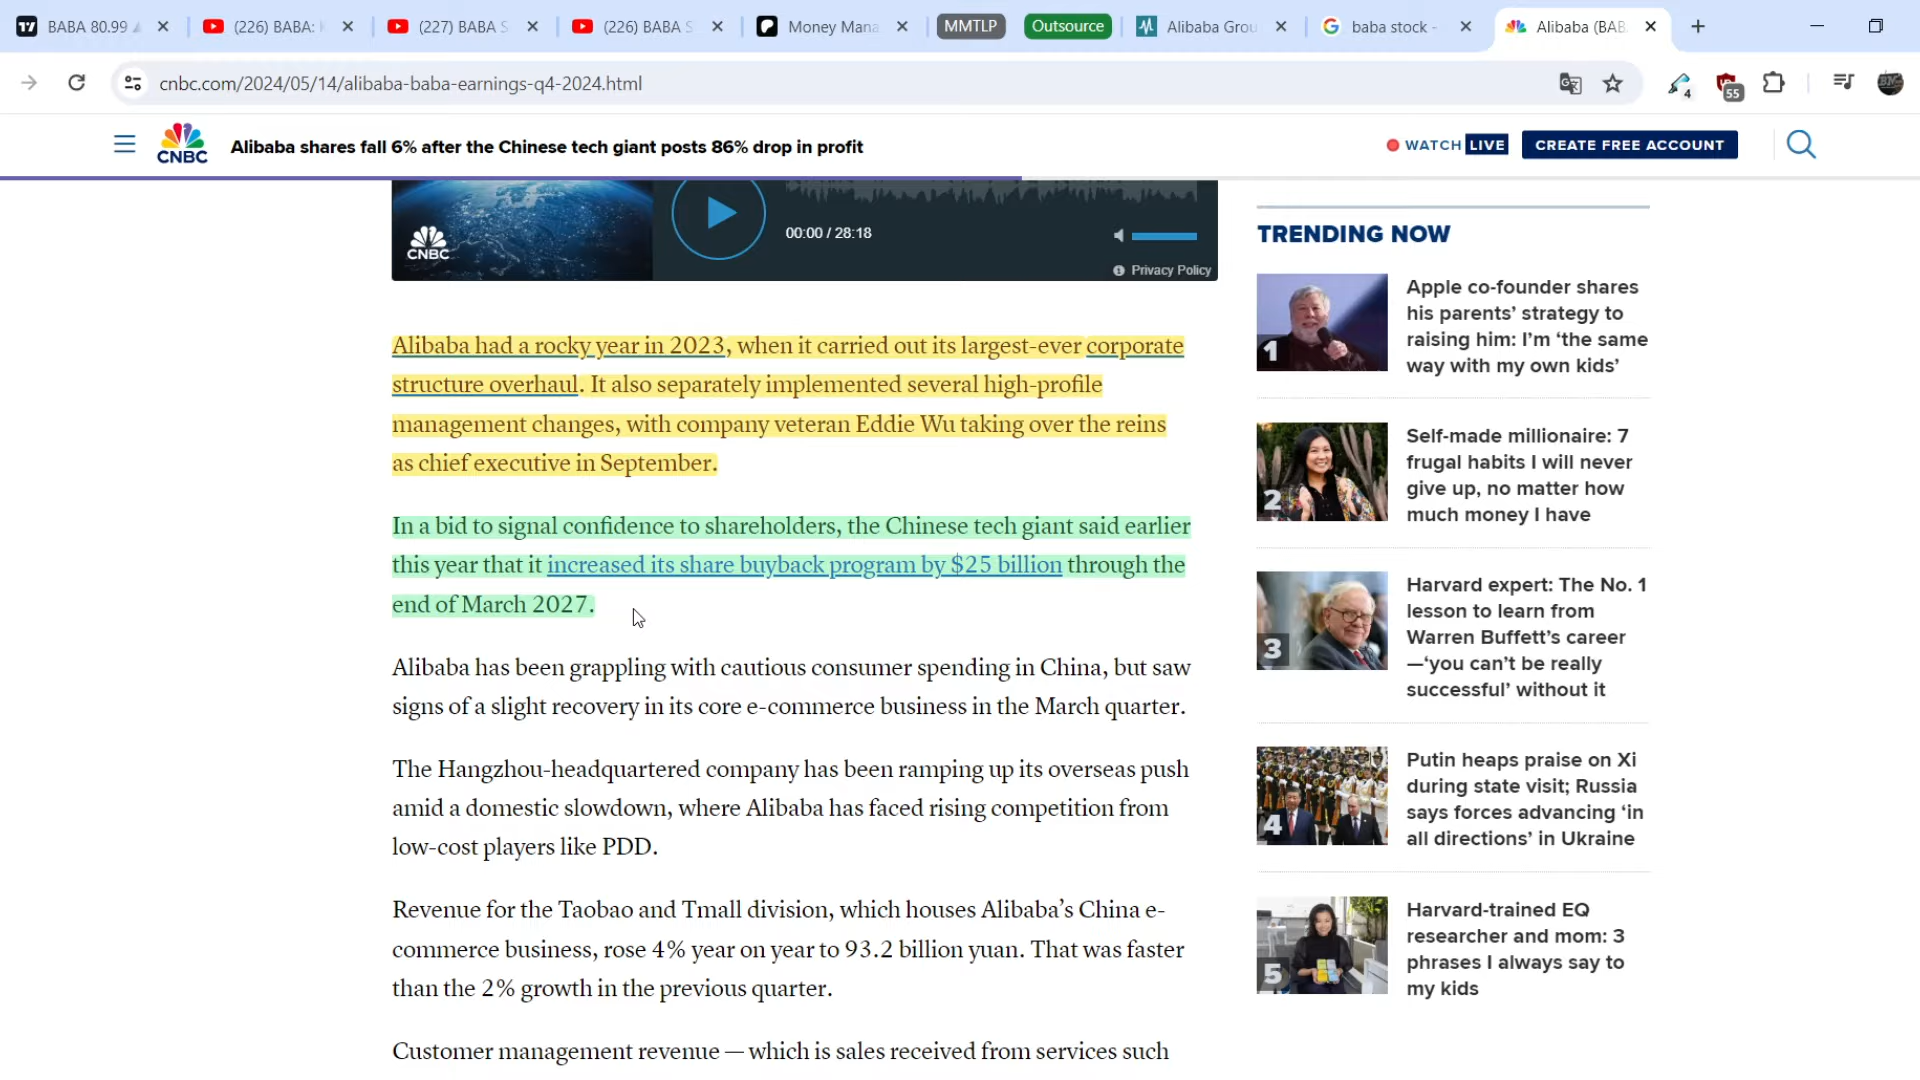 BABA 80.99
(226) BABA:
(227) BABA S
(226) BABA S
Money Mana
MMTLP
Outsource
Alibaba Grou
baba stock -
Alibaba (BAB
cnbc.com/2024/05/14/alibaba-baba-earnings-q4-2024.html
4
55
CNBC
Alibaba shares fall 6% after the Chinese tech giant posts 86% drop in profit
WATCH LIVE
CREATE FREE ACCOUNT
CNBC
00:00 / 28:18
Privacy Policy
Alibaba had a rocky year in 2023, when it carried out its largest-ever corporate
structure overhaul. It also separately implemented several high-profile
management changes, with company veteran Eddie Wu taking over the reins
as chief executive in September.
In a bid to signal confidence to shareholders, the Chinese tech giant said earlier
this year that it increased its share buyback program by $25 billion through the
end of March 2027.
Alibaba has been grappling with cautious consumer spending in China, but saw
signs of a slight recovery in its core e-commerce business in the March quarter.
The Hangzhou-headquartered company has been ramping up its overseas push
amid a domestic slowdown, where Alibaba has faced rising competition from
low-cost players like PDD.
Revenue for the Taobao and Tmall division, which houses Alibaba’s China e-
commerce business, rose 4% year on year to 93.2 billion yuan. That was faster
than the 2% growth in the previous quarter.
Customer management revenue — which is sales received from services such
TRENDING NOW
1
Apple co-founder shares
his parents’ strategy to
raising him: I’m ‘the same
way with my own kids’
2
Self-made millionaire: 7
frugal habits I will never
give up, no matter how
much money I have
3
Harvard expert: The No. 1
lesson to learn from
Warren Buffett’s career
—‘you can’t be really
successful’ without it
4
Putin heaps praise on Xi
during state visit; Russia
says forces advancing ‘in
all directions’ in Ukraine
5
Harvard-trained EQ
researcher and mom: 3
phrases I always say to
my kids